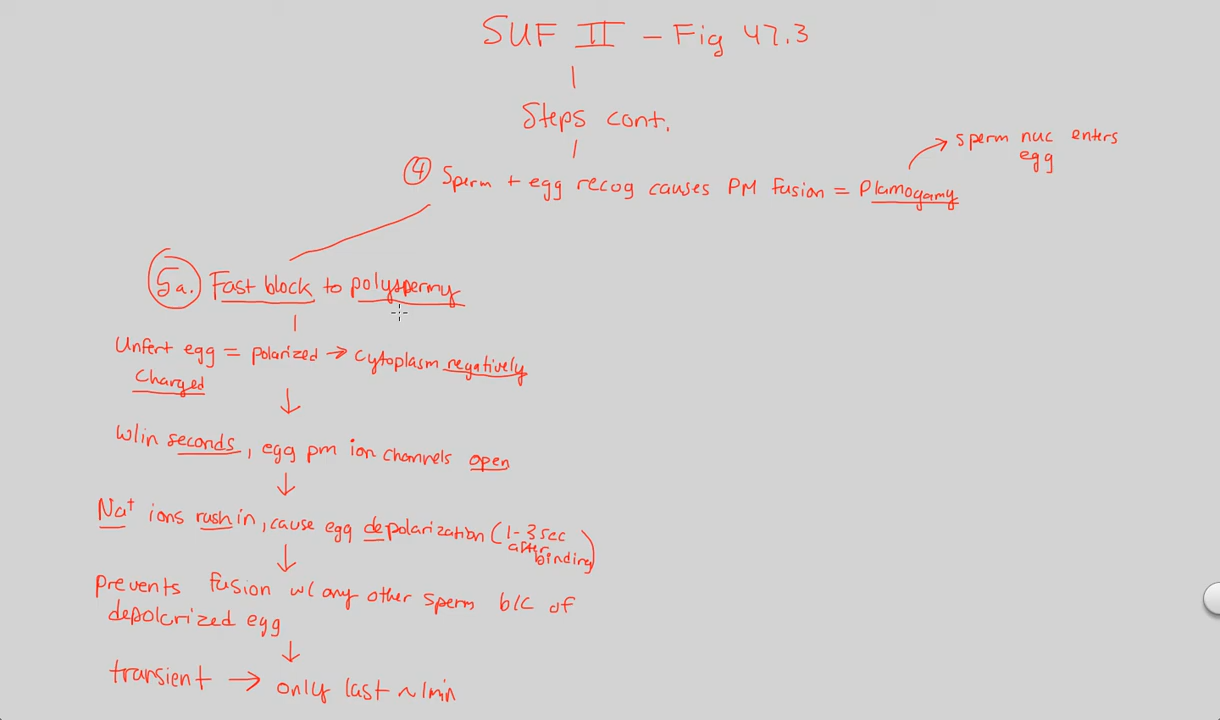 SUF II - Fig 47.3
Steps cont.
④ Sperm + egg recog causes PM fusion = Plamogamy
sperm nuc enters
egg
5a. Fast block to polyspermy
Unfert egg = polarized → cytoplasm negatively
Charged
W/in seconds, egg pm ion channels open
Na⁺ ions rush in, cause egg depolarization (1-3 sec
after
binding)
prevents fusion w/ any other sperm b/c of
depolarized egg
transient → only last ~1min